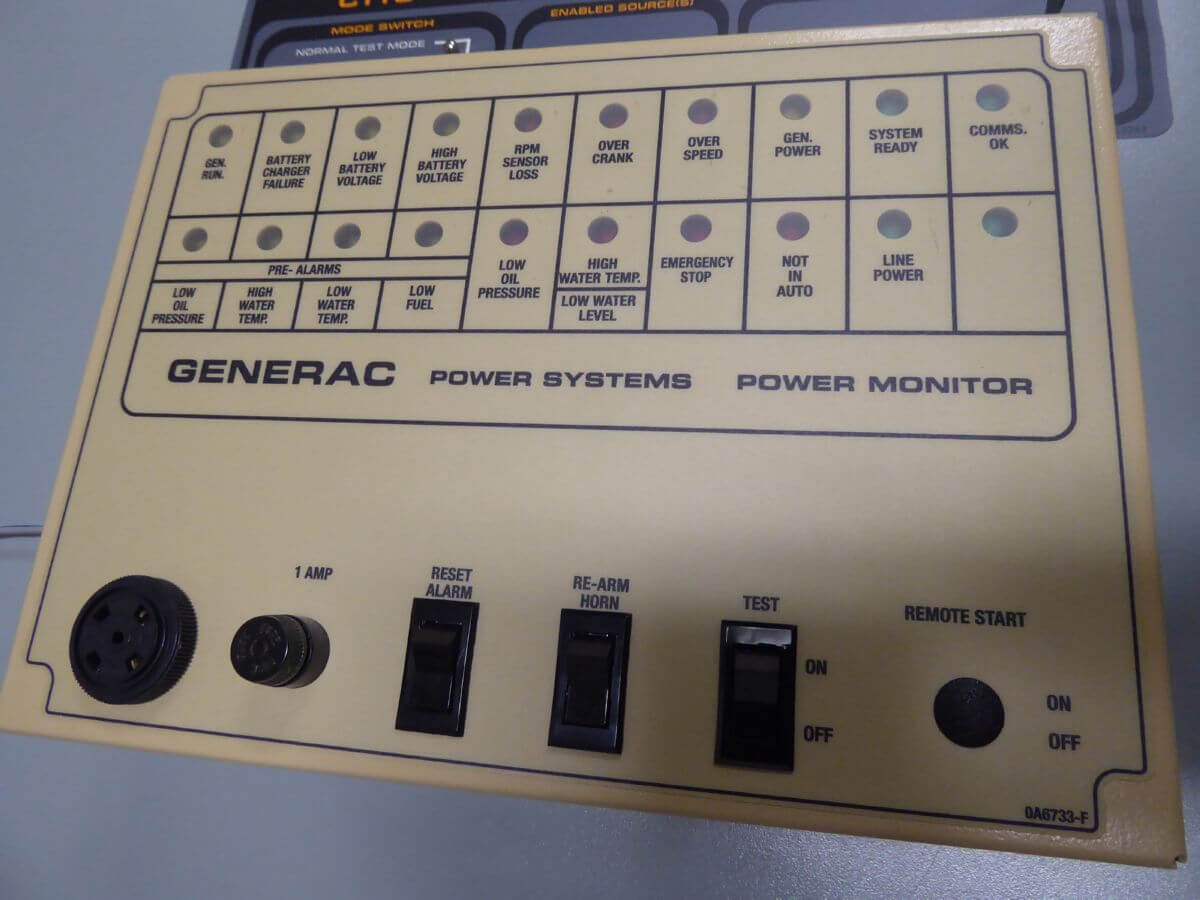 MODE SWITCH
NORMAL TEST MODE
ENABLED SOURCE(S)
GEN.
RUN.
BATTERY
CHARGER
FAILURE
LOW
BATTERY
VOLTAGE
HIGH
BATTERY
VOLTAGE
RPM
SENSOR
LOSS
OVER
CRANK
OVER
SPEED
GEN.
POWER
SYSTEM
READY
COMMS.
OK
PRE- ALARMS
LOW
OIL
PRESSURE
HIGH
WATER
TEMP.
LOW
WATER
TEMP.
LOW
FUEL
LOW
OIL
PRESSURE
HIGH
WATER TEMP.
LOW WATER
LEVEL
EMERGENCY
STOP
NOT
IN
AUTO
LINE
POWER
GENERAC POWER SYSTEMS POWER MONITOR
1 AMP
RESET
ALARM
RE-ARM
HORN
TEST
ON
OFF
REMOTE START
ON
OFF
0A6733-F